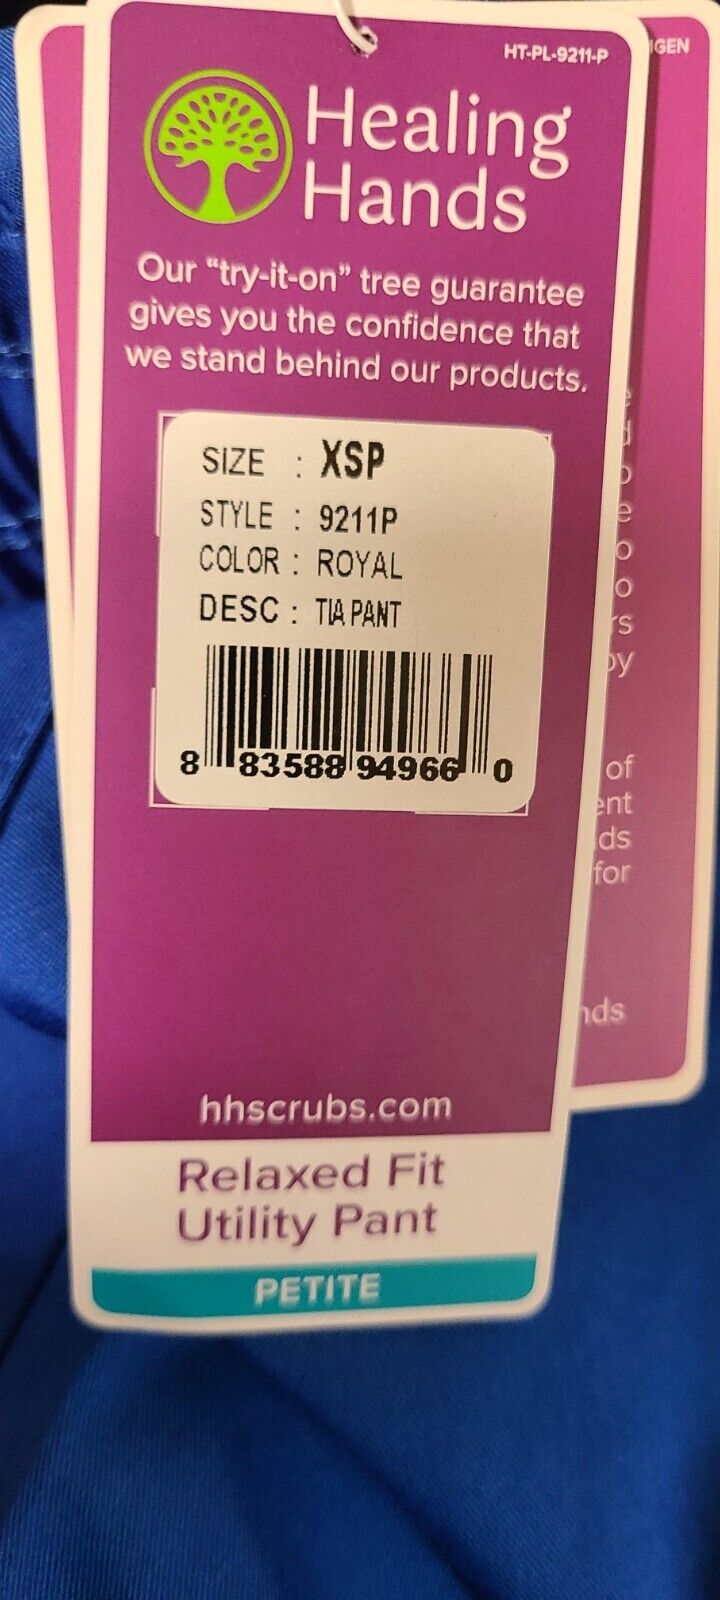 HT-PL-9211-P
Healing
Hands
Our "try-it-on" tree guarantee
gives you the confidence that
we stand behind our products.
SIZE : XSP
STYLE : 9211P
COLOR : ROYAL
DESC : TIA PANT
8 83588 94966 0
hhscrubs.com
Relaxed Fit
Utility Pant
PETITE
of
for